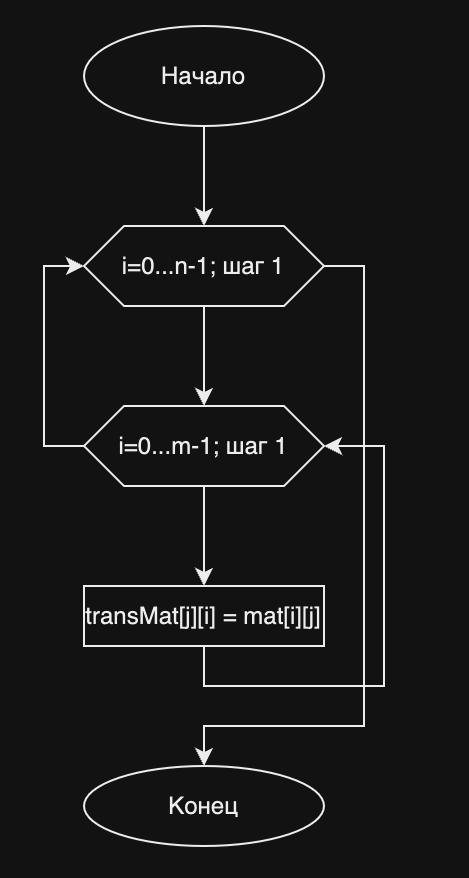 Начало
i=0...n-1; шаг 1
i=0...m-1; шаг 1
transMat[j][i] = mat[i][j]
Конец